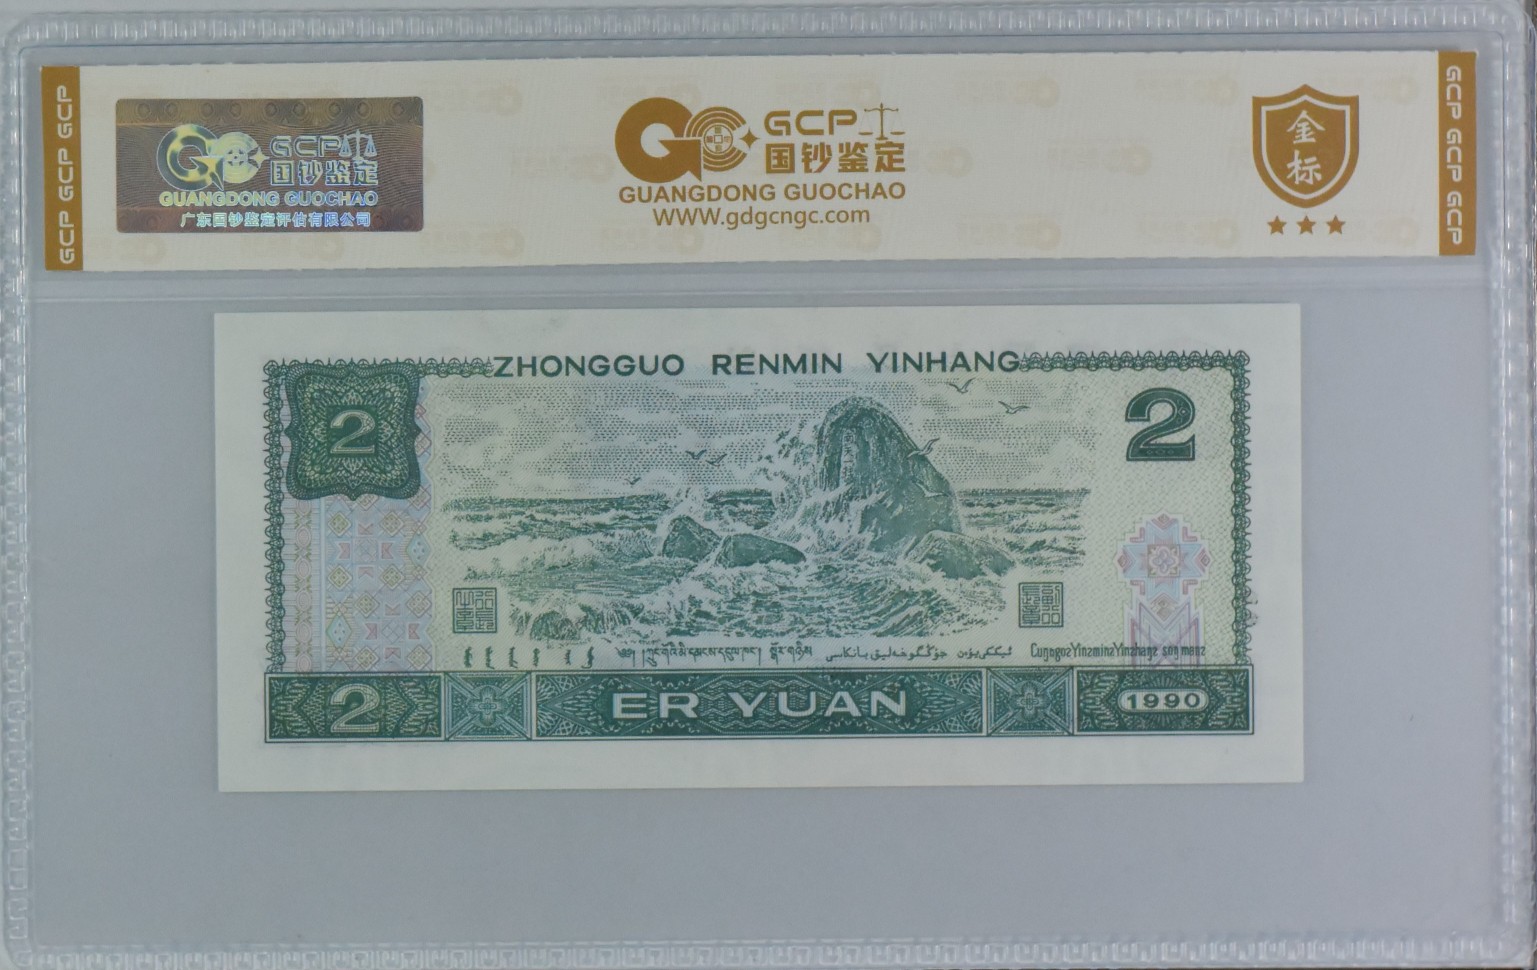 GCP GCP GCP
GCP
国钞鉴定
GUANGDONG GUOCHAO
广东国钞鉴定评估有限公司
GCP
国钞鉴定
GUANGDONG GUOCHAO
WWW.gdgcngc.com
金标
GCP GCP GCP
ZHONGGUO RENMIN YINHANG
2
2
2
ER YUAN
1990